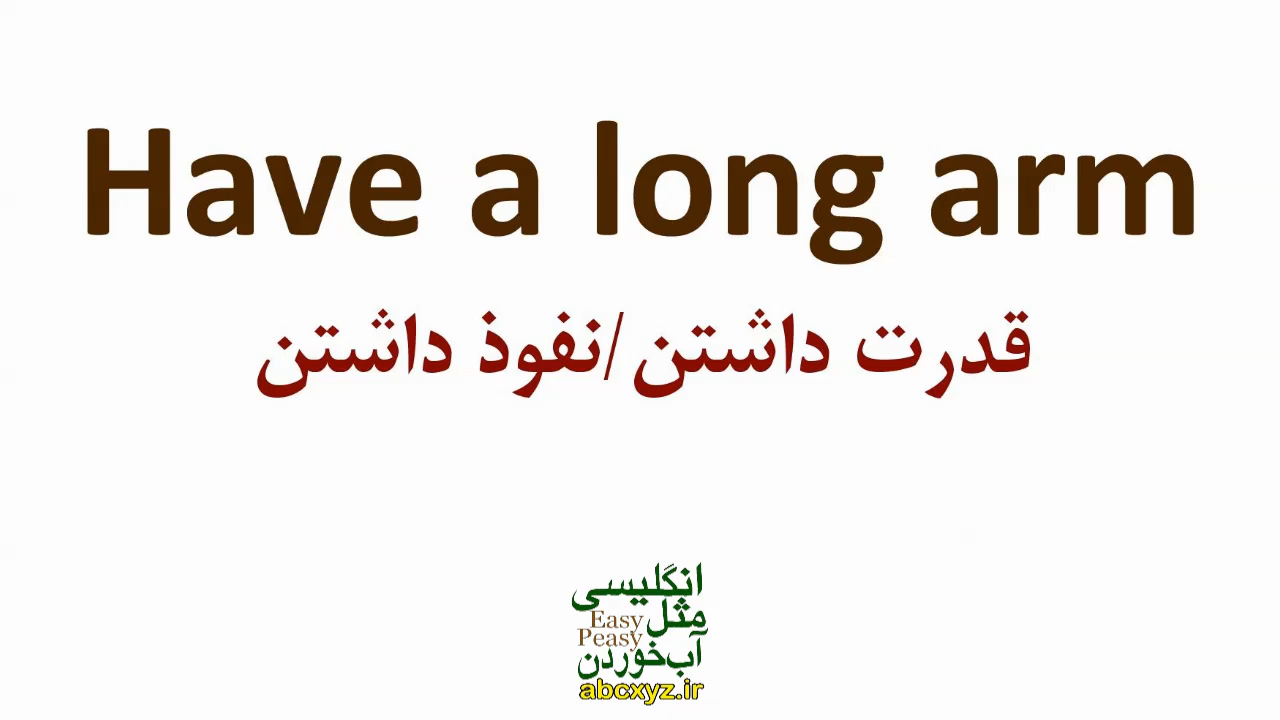 Have a long arm
قدرت داشتن/نفوذ داشتن
انگلیسی
مثل Easy
Peasy
آب‌خوردن
abcxyz.ir